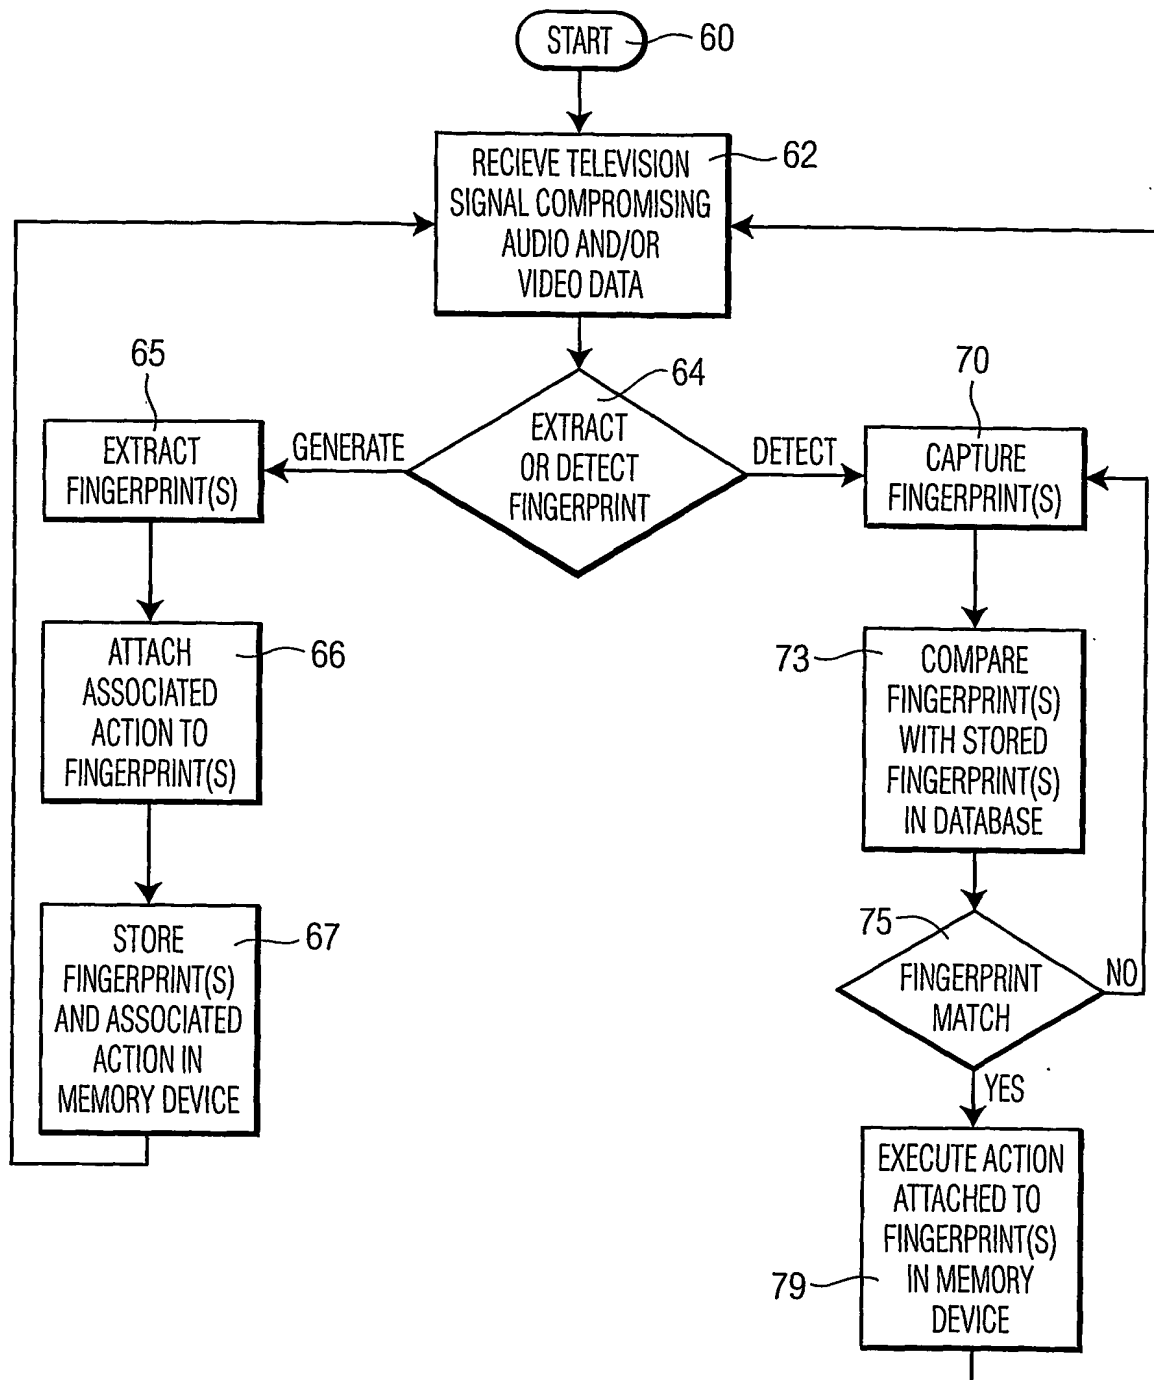 START
60
RECIEVE TELEVISION
SIGNAL COMPROMISING
AUDIO AND/OR
VIDEO DATA
62
64
EXTRACT
OR DETECT
FINGERPRINT
GENERATE
DETECT
65
EXTRACT
FINGERPRINT(S)
66
ATTACH
ASSOCIATED
ACTION TO
FINGERPRINT(S)
67
STORE
FINGERPRINT(S)
AND ASSOCIATED
ACTION IN
MEMORY DEVICE
70
CAPTURE
FINGERPRINT(S)
73
COMPARE
FINGERPRINT(S)
WITH STORED
FINGERPRINT(S)
IN DATABASE
75
FINGERPRINT
MATCH
NO
YES
EXECUTE ACTION
ATTACHED TO
FINGERPRINT(S)
IN MEMORY
DEVICE
79